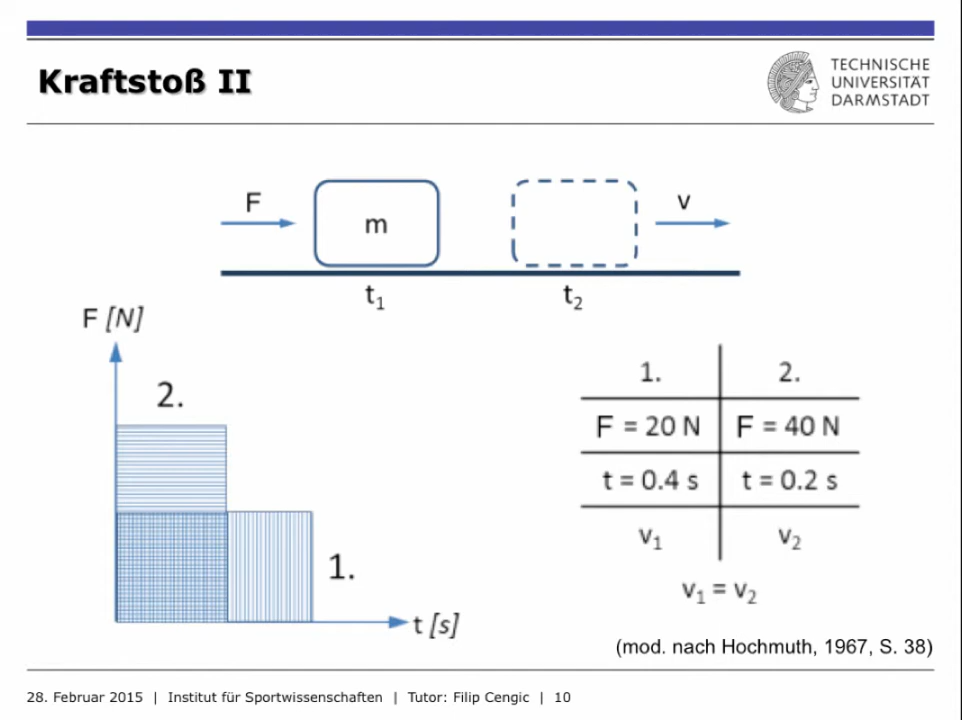 Kraftstoß II
TECHNISCHE
UNIVERSITÄT
DARMSTADT
F
m
v
t₁
t₂
F [N]
2.
1.
t [s]
1. 2.
F = 20 N F = 40 N
t = 0.4 s t = 0.2 s
v₁ v₂
v₁ = v₂
(mod. nach Hochmuth, 1967, S. 38)
28. Februar 2015 | Institut für Sportwissenschaften | Tutor: Filip Cengic | 10